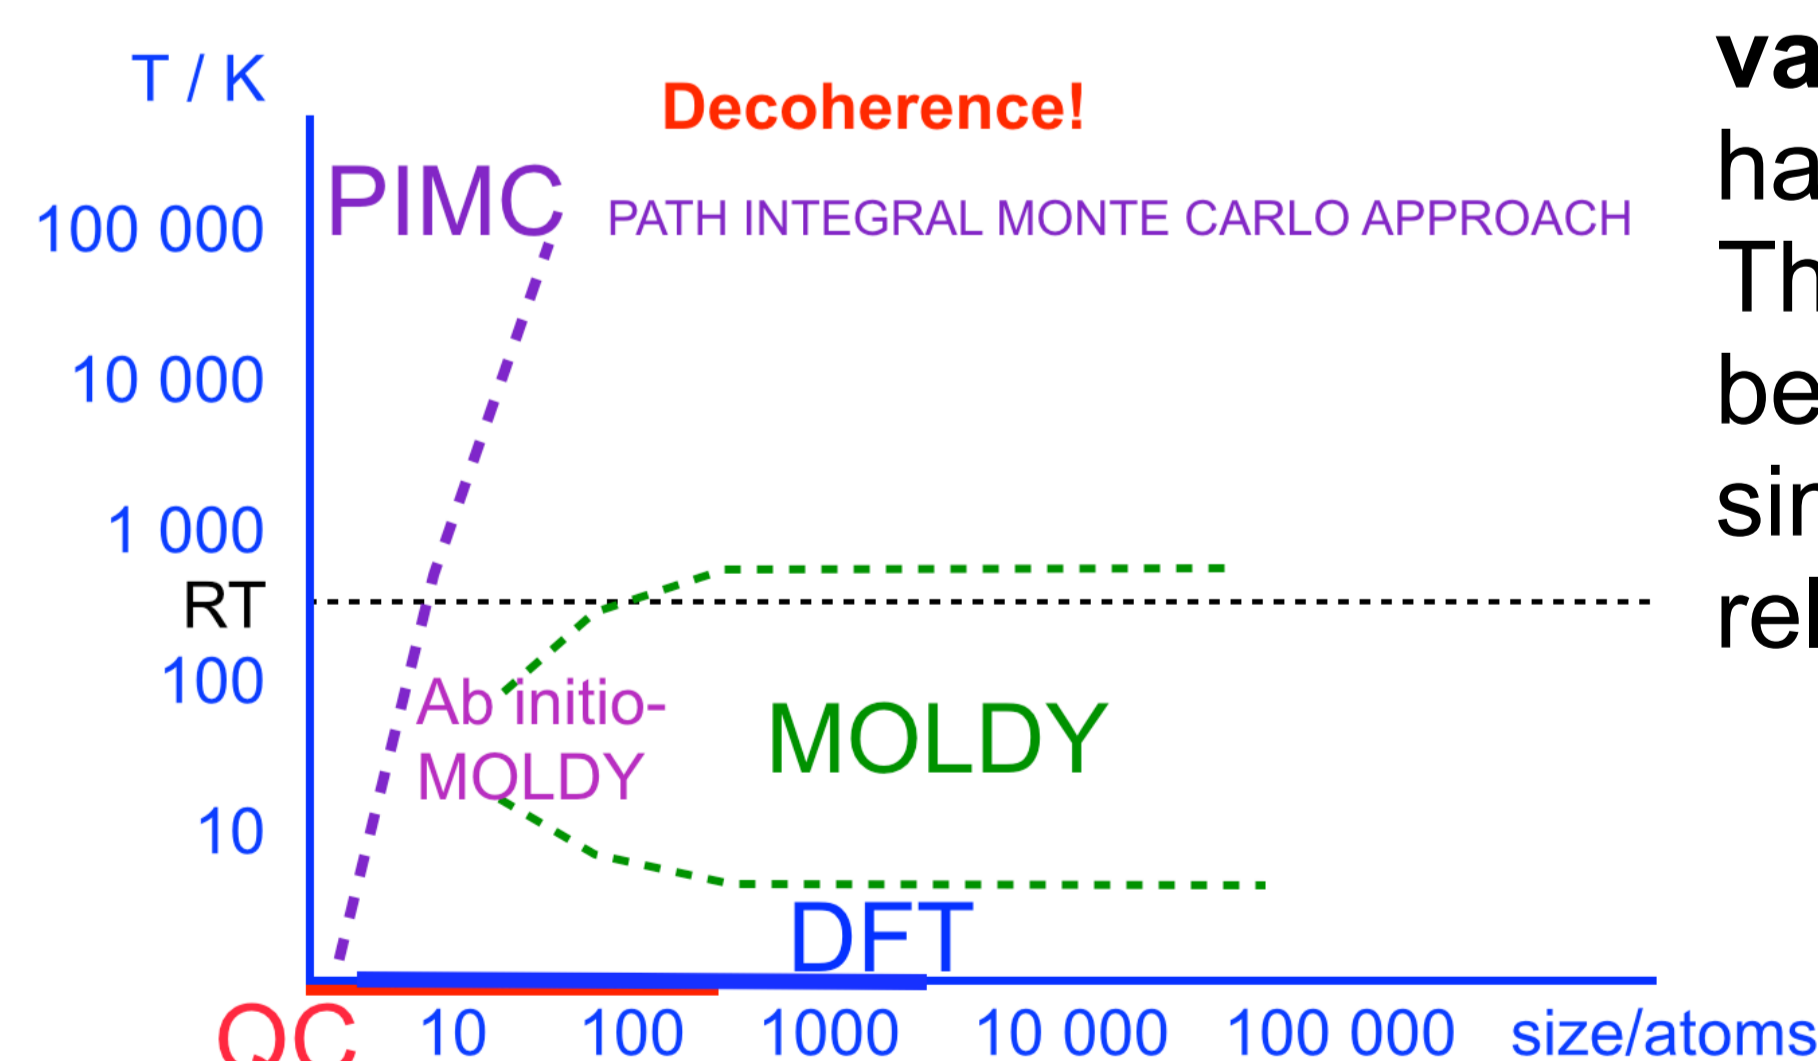 T / K
Decoherence!
PIMC
PATH INTEGRAL MONTE CARLO APPROACH
100 000
10 000
1 000
RT
100
10
Ab initio-
MOLDY
MOLDY
DFT
QC
10 100 1000 10 000 100 000 size/atoms
va
ha
Th
be
rel